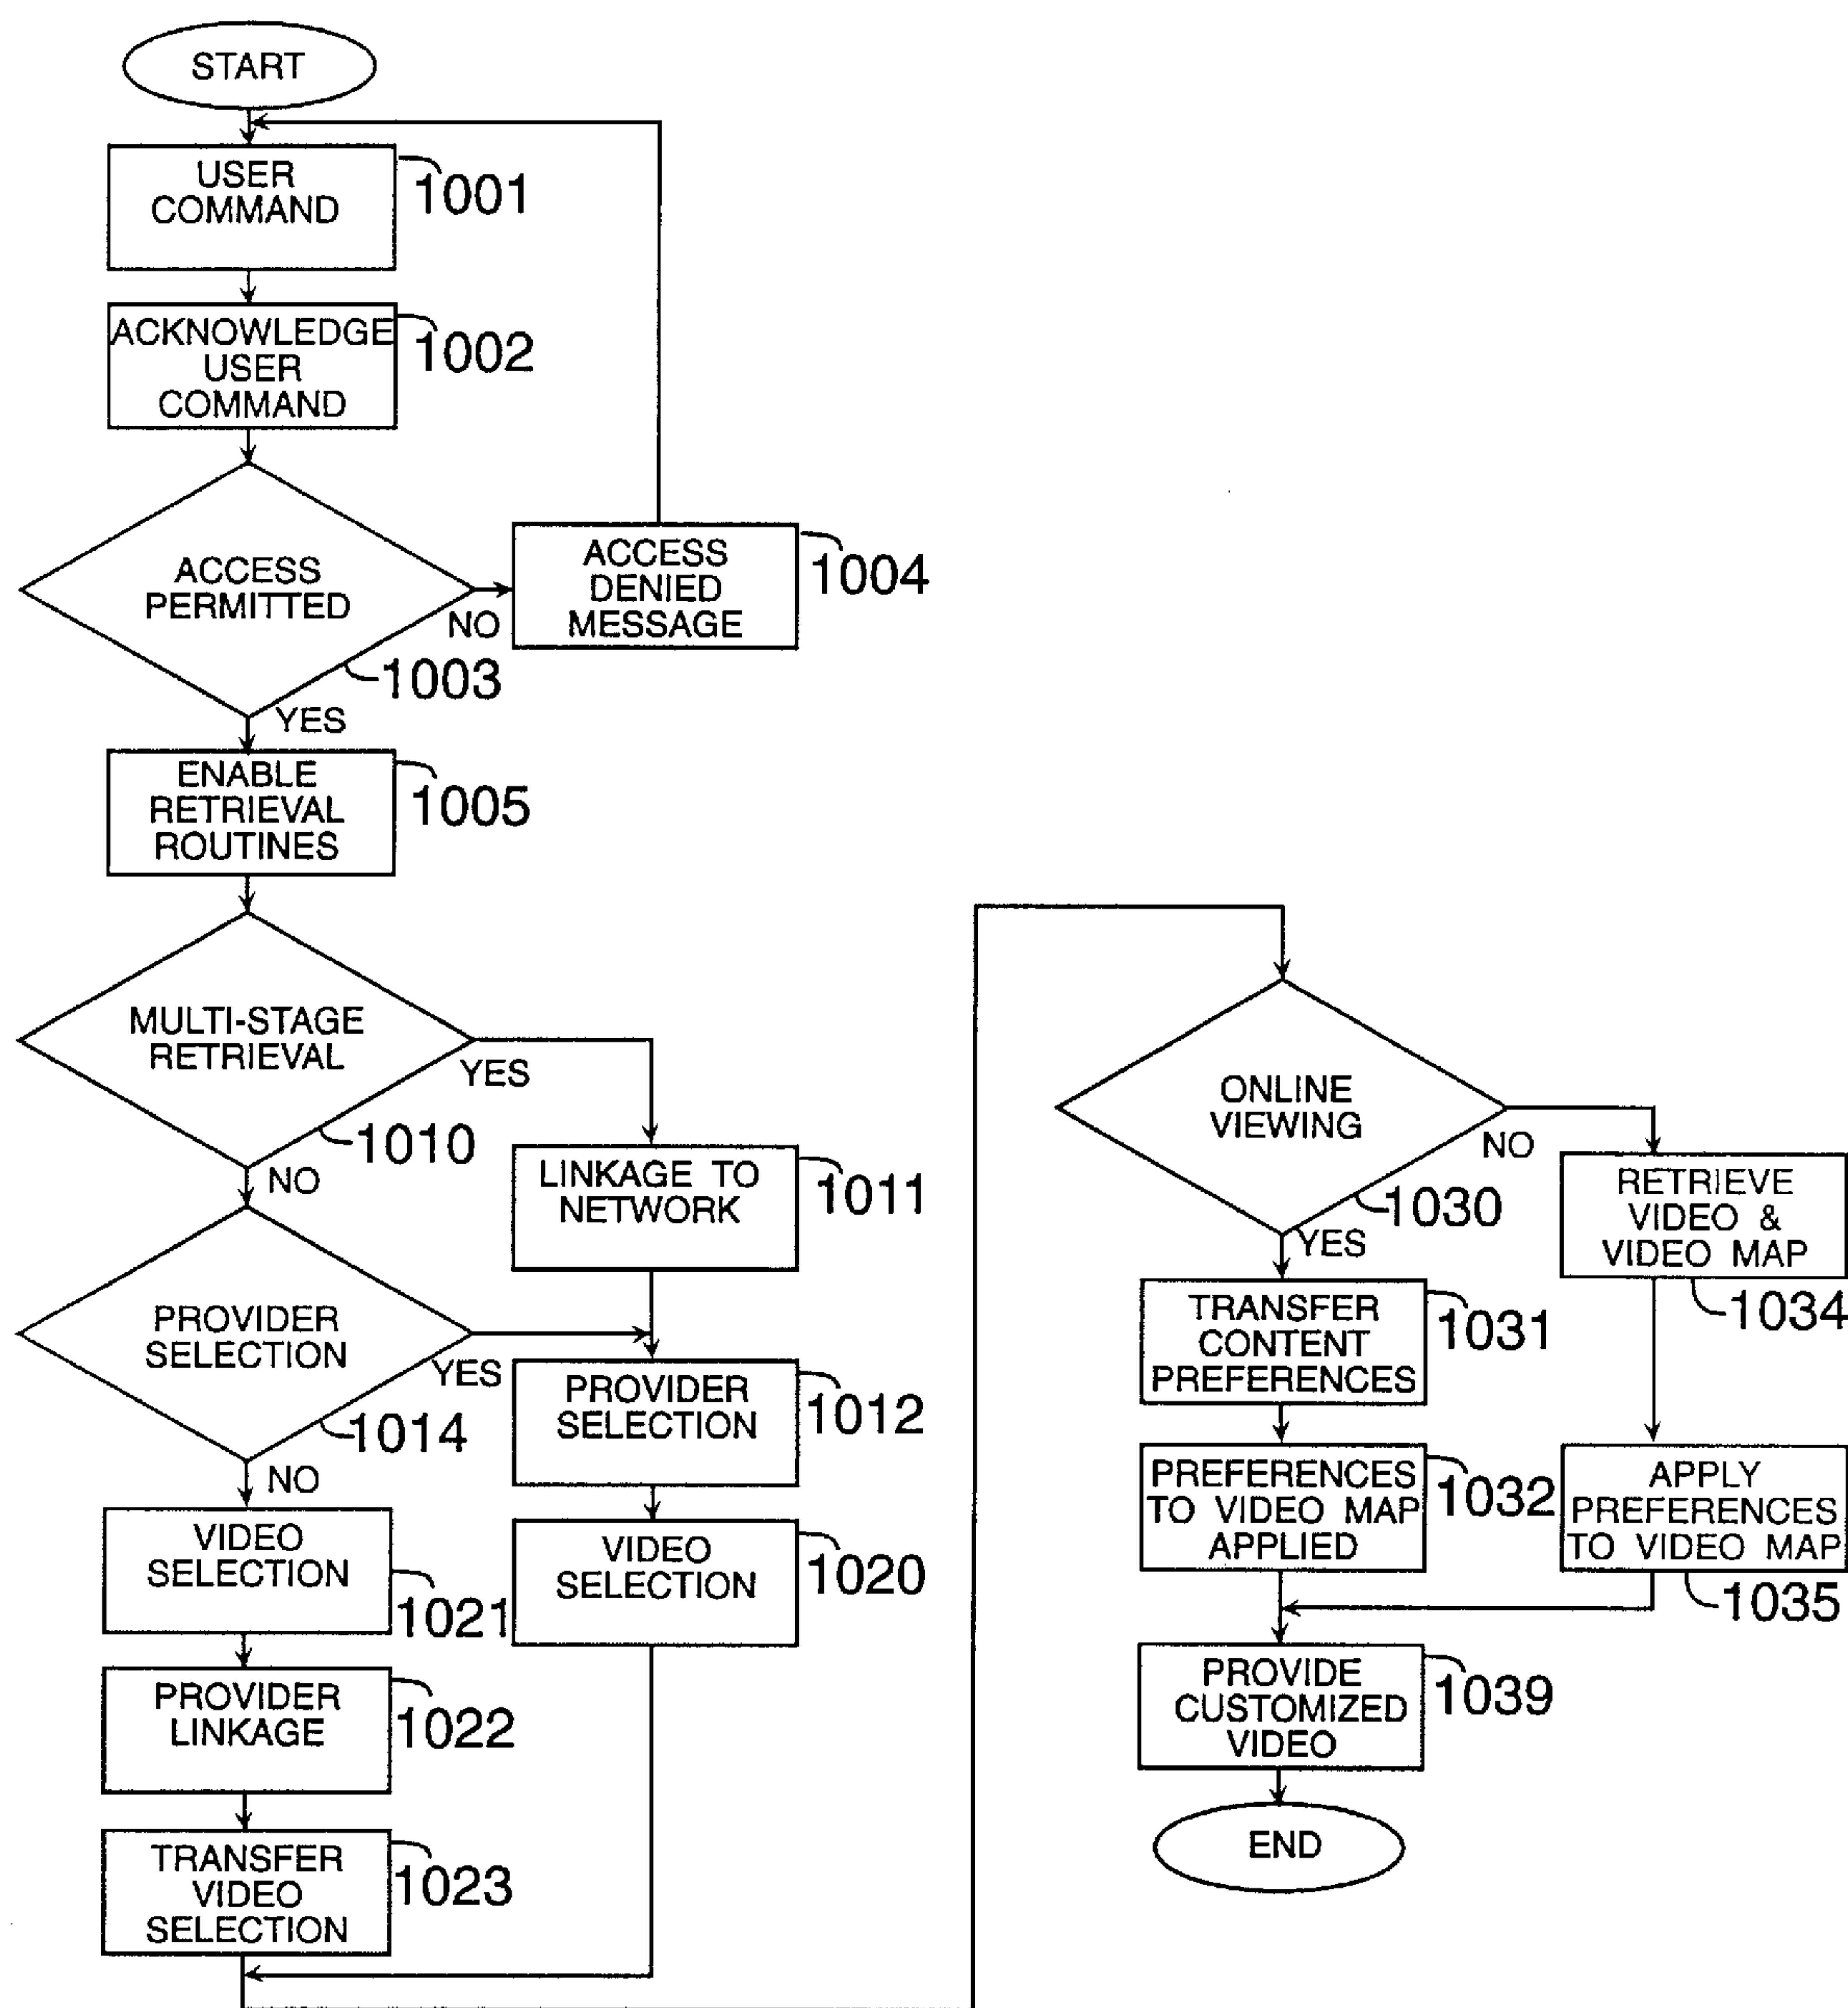 START
USER
COMMAND
1001
ACKNOWLEDGE
USER
COMMAND
1002
ACCESS
PERMITTED
1003
NO
ACCESS
DENIED
MESSAGE
1004
YES
ENABLE
RETRIEVAL
ROUTINES
1005
MULTI-STAGE
RETRIEVAL
YES
1010
NO
LINKAGE TO
NETWORK
1011
PROVIDER
SELECTION
YES
1014
NO
PROVIDER
SELECTION
1012
VIDEO
SELECTION
1021
VIDEO
SELECTION
1020
PROVIDER
LINKAGE
1022
TRANSFER
VIDEO
SELECTION
1023
ONLINE
VIEWING
NO
1030
YES
RETRIEVE
VIDEO &
VIDEO MAP
1034
TRANSFER
CONTENT
PREFERENCES
1031
PREFERENCES
TO VIDEO MAP
APPLIED
1032
APPLY
PREFERENCES
TO VIDEO MAP
1035
PROVIDE
CUSTOMIZED
VIDEO
1039
END